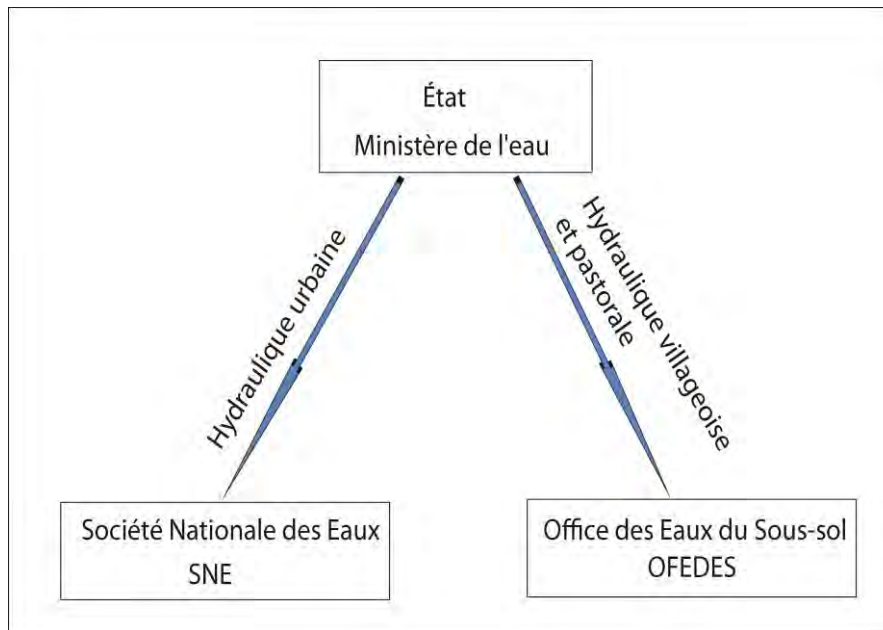 État
Ministère de l'eau
Hydraulique urbaine
Hydraulique villageoise
et pastorale
Société Nationale des Eaux
SNE
Office des Eaux du Sous-sol
OFEDES